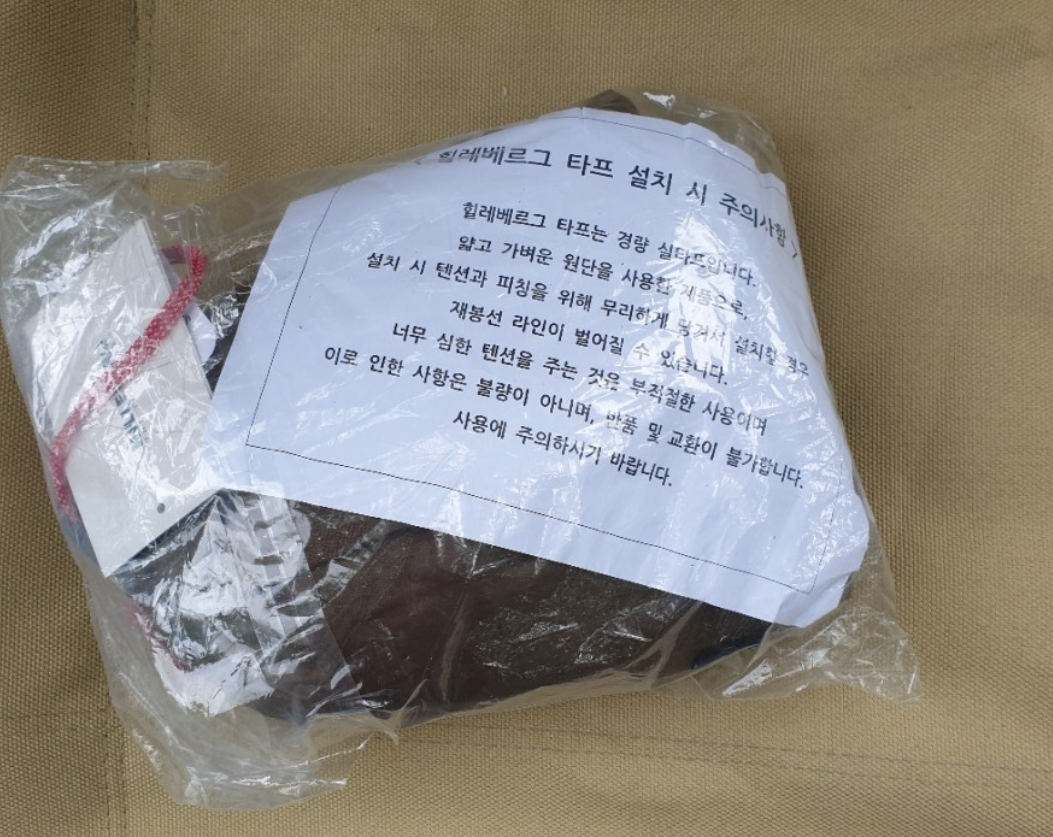 < 힐레베르그 타프 설치 시 주의사항 >
힐레베르그 타프는 경량 실타프입니다.
얇고 가벼운 원단을 사용한 제품으로,
설치 시 텐션과 피칭을 위해 무리하게 당겨서 설치할 경우
재봉선 라인이 벌어질 수 있습니다.
너무 심한 텐션을 주는 것은 부적절한 사용이며
이로 인한 사항은 불량이 아니며, 반품 및 교환이 불가합니다.
사용에 주의하시기 바랍니다.